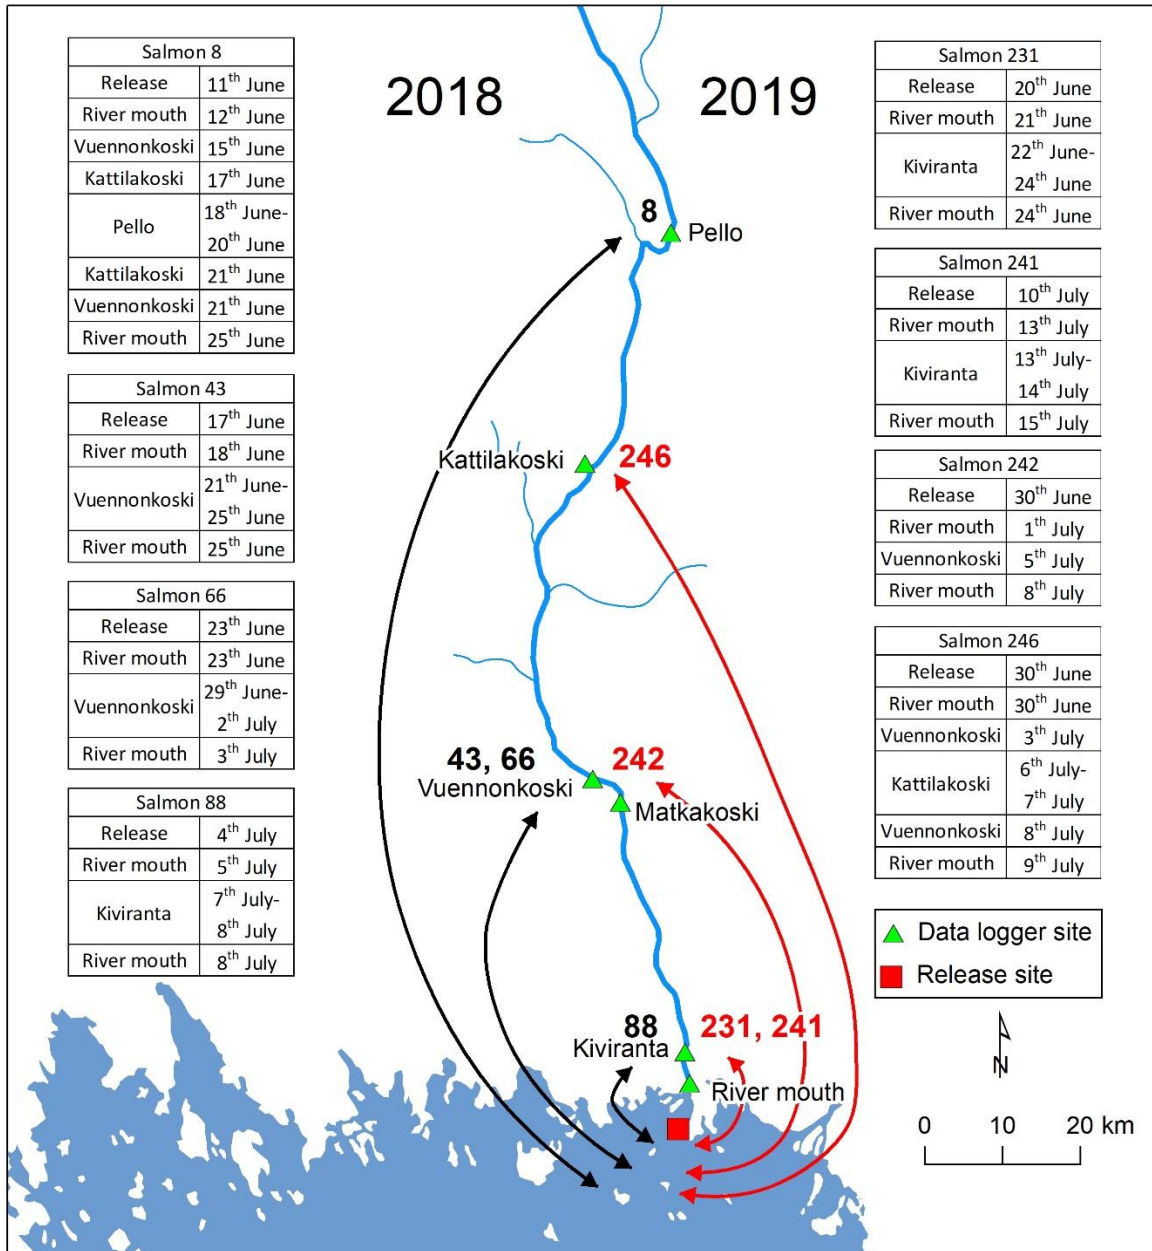 2018
2019
Salmon 8
Release 11th June
River mouth 12th June
Vuennonkoski 15th June
Kattilakoski 17th June
Pello 18th June-
20th June
Kattilakoski 21th June
Vuennonkoski 21th June
River mouth 25th June
Salmon 43
Release 17th June
River mouth 18th June
Vuennonkoski 21th June-
25th June
River mouth 25th June
Salmon 66
Release 23th June
River mouth 23th June
Vuennonkoski 29th June-
2th July
River mouth 3th July
Salmon 88
Release 4th July
River mouth 5th July
Kiviranta 7th July-
8th July
River mouth 8th July
8
Pello
Kattilakoski 246
43, 66 242
Vuennonkoski
Matkakoski
88 231, 241
Kiviranta
River mouth
Salmon 231
Release 20th June
River mouth 21th June
Kiviranta 22th June-
24th June
River mouth 24th June
Salmon 241
Release 10th July
River mouth 13th July
Kiviranta 13th July-
14th July
River mouth 15th July
Salmon 242
Release 30th June
River mouth 1th July
Vuennonkoski 5th July
River mouth 8th July
Salmon 246
Release 30th June
River mouth 30th June
Vuennonkoski 3th July
Kattilakoski 6th July-
7th July
Vuennonkoski 8th July
River mouth 9th July
Data logger site
Release site
N
0 10 20 km